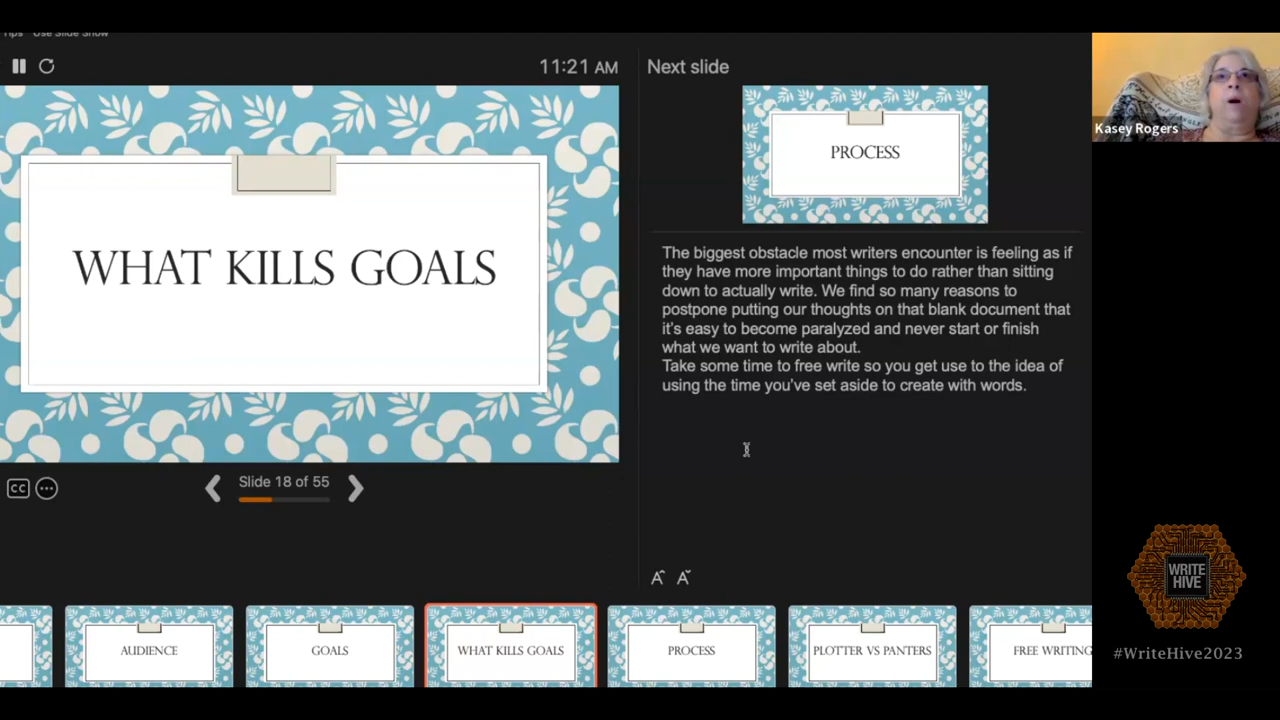 Tips Use Slide Show
11:21 AM
Next slide
WHAT KILLS GOALS
PROCESS
Kasey Rogers
The biggest obstacle most writers encounter is feeling as if
they have more important things to do rather than sitting
down to actually write. We find so many reasons to
postpone putting our thoughts on that blank document that
it's easy to become paralyzed and never start or finish
what we want to write about.
Take some time to free write so you get use to the idea of
using the time you've set aside to create with words.
CC
Slide 18 of 55
A A
AUDIENCE
GOALS
WHAT KILLS GOALS
PROCESS
PLOTTER VS PANTERS
FREE WRITING
WRITE
HIVE
#WriteHive2023